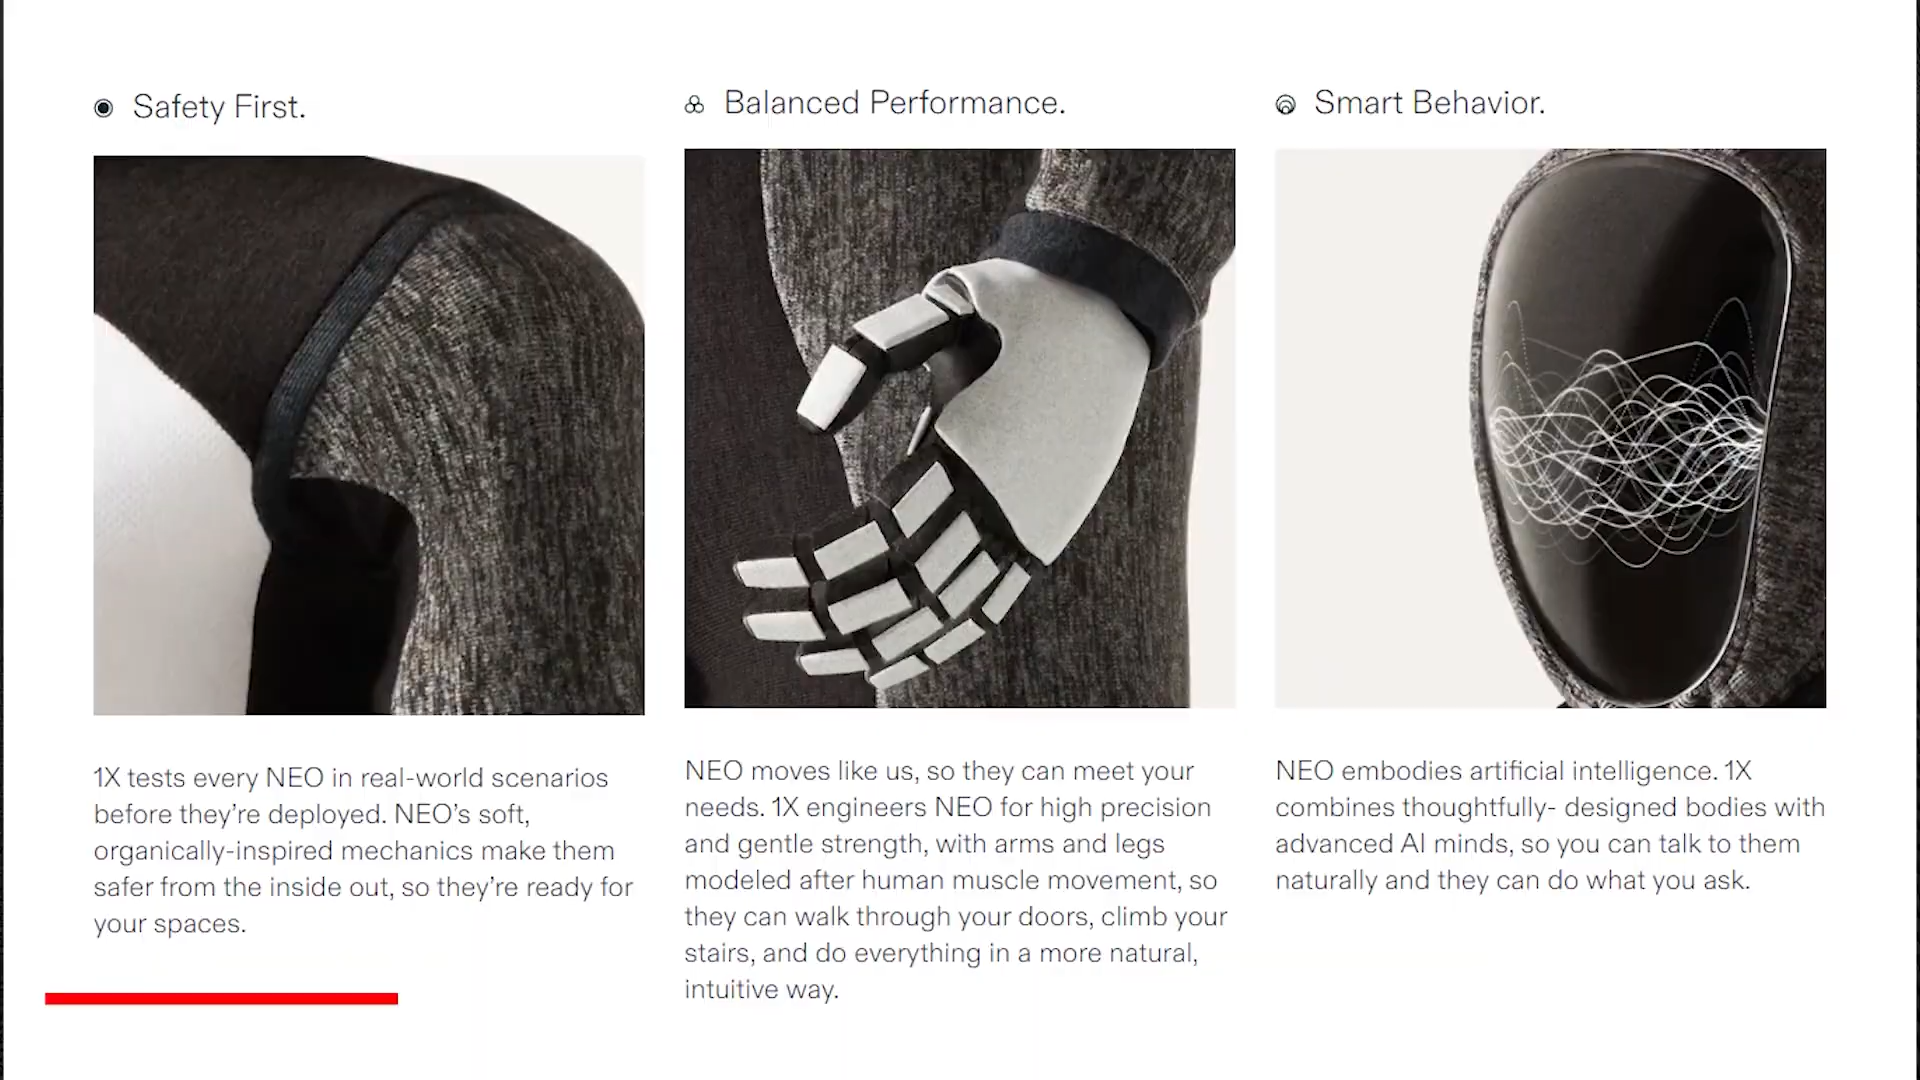 Safety First.
1X tests every NEO in real-world scenarios
before they're deployed. NEO's soft,
organically-inspired mechanics make them
safer from the inside out, so they're ready for
your spaces.
Balanced Performance.
NEO moves like us, so they can meet your
needs. 1X engineers NEO for high precision
and gentle strength, with arms and legs
modeled after human muscle movement, so
they can walk through your doors, climb your
stairs, and do everything in a more natural,
intuitive way.
Smart Behavior.
NEO embodies artificial intelligence. 1X
combines thoughtfully- designed bodies with
advanced AI minds, so you can talk to them
naturally and they can do what you ask.